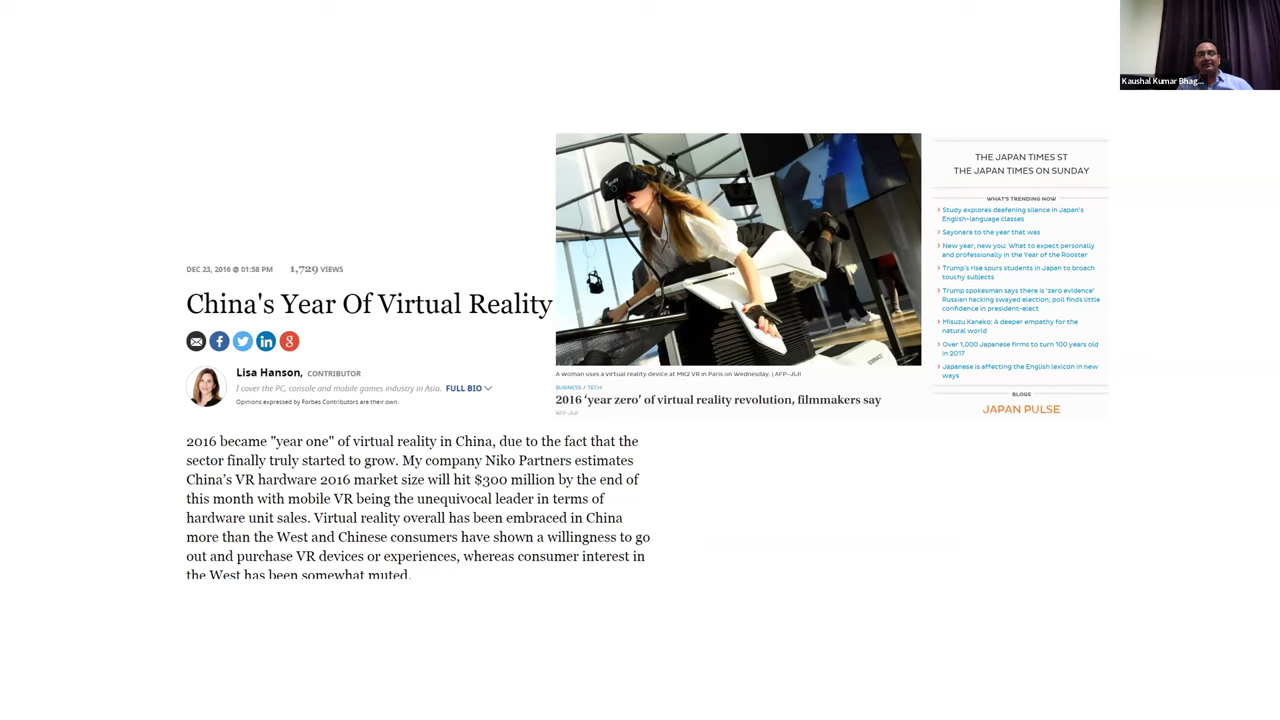 Kaushal Kumar Bhag...
DEC 23, 2016 @ 01:58 PM 1,729 VIEWS
China's Year Of Virtual Reality
Lisa Hanson, CONTRIBUTOR
I cover the PC, console and mobile games industry in Asia. FULL BIO
Opinions expressed by Forbes Contributors are their own.
2016 became "year one" of virtual reality in China, due to the fact that the
sector finally truly started to grow. My company Niko Partners estimates
China's VR hardware 2016 market size will hit $300 million by the end of
this month with mobile VR being the unequivocal leader in terms of
hardware unit sales. Virtual reality overall has been embraced in China
more than the West and Chinese consumers have shown a willingness to go
out and purchase VR devices or experiences, whereas consumer interest in
the West has been somewhat muted.
A woman uses a virtual reality device at MK2 VR in Paris on Wednesday. | AFP-JIJI
BUSINESS / TECH
2016 'year zero' of virtual reality revolution, filmmakers say
AFP-JIJI
THE JAPAN TIMES ST
THE JAPAN TIMES ON SUNDAY
WHAT'S TRENDING NOW
Study explores deafening silence in Japan's
English-language classes
Sayonara to the year that was
New year, new you: What to expect personally
and professionally in the Year of the Rooster
Trump's rise spurs students in Japan to broach
touchy subjects
Trump spokesman says there is 'zero evidence'
Russian hacking swayed election; poll finds little
confidence in president-elect
Misuzu Kaneko: A deeper empathy for the
natural world
Over 1,000 Japanese firms to turn 100 years old
in 2017
Japanese is affecting the English lexicon in new
ways
BLOGS
JAPAN PULSE